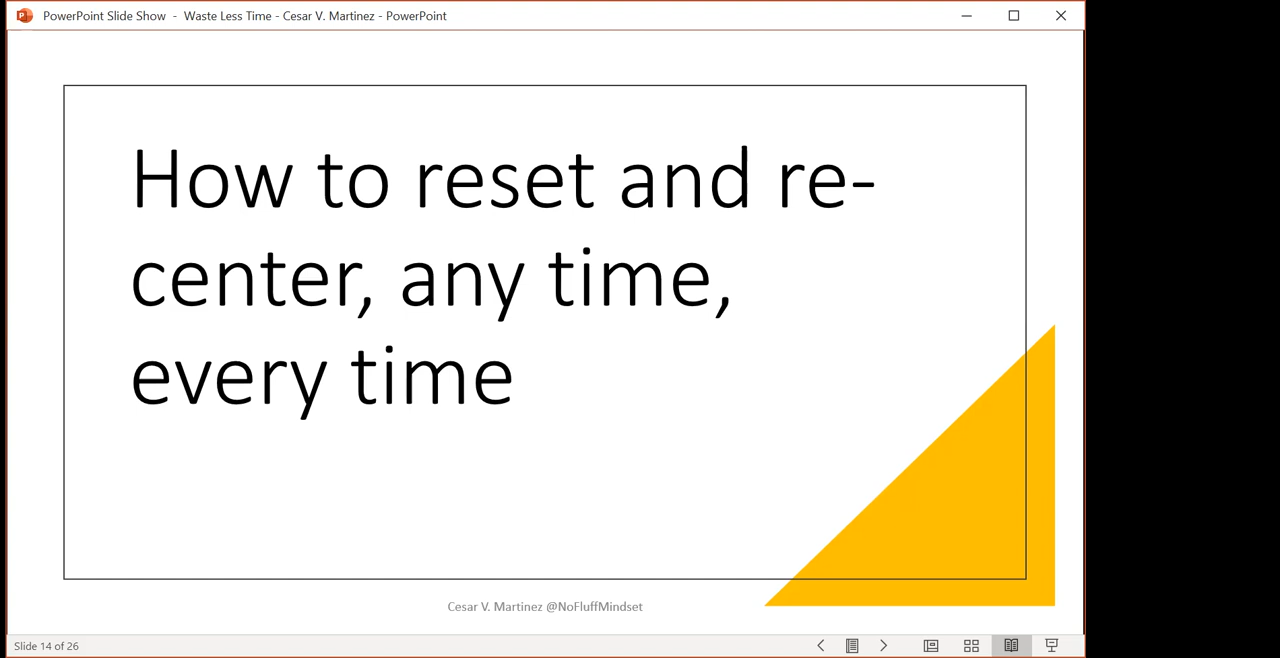 PowerPoint Slide Show - Waste Less Time - Cesar V. Martinez - PowerPoint
How to reset and re-
center, any time,
every time
Cesar V. Martinez @NoFluffMindset
Slide 14 of 26